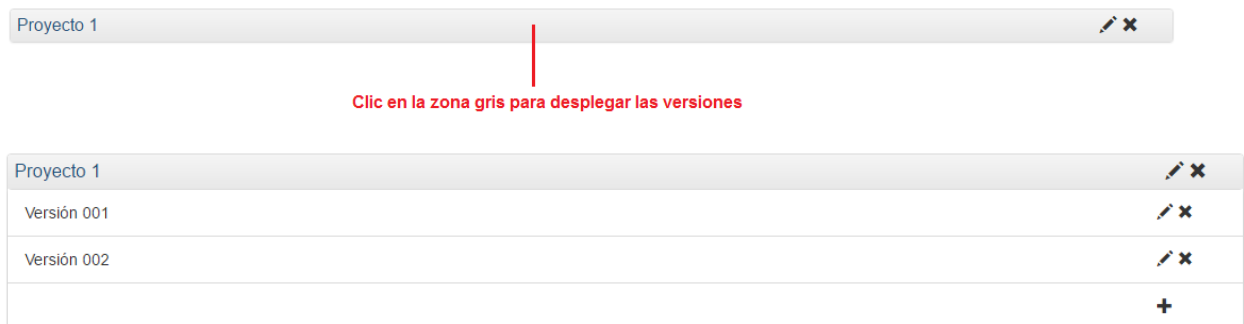 Proyecto 1
Clic en la zona gris para desplegar las versiones
Proyecto 1
Versión 001
Versión 002